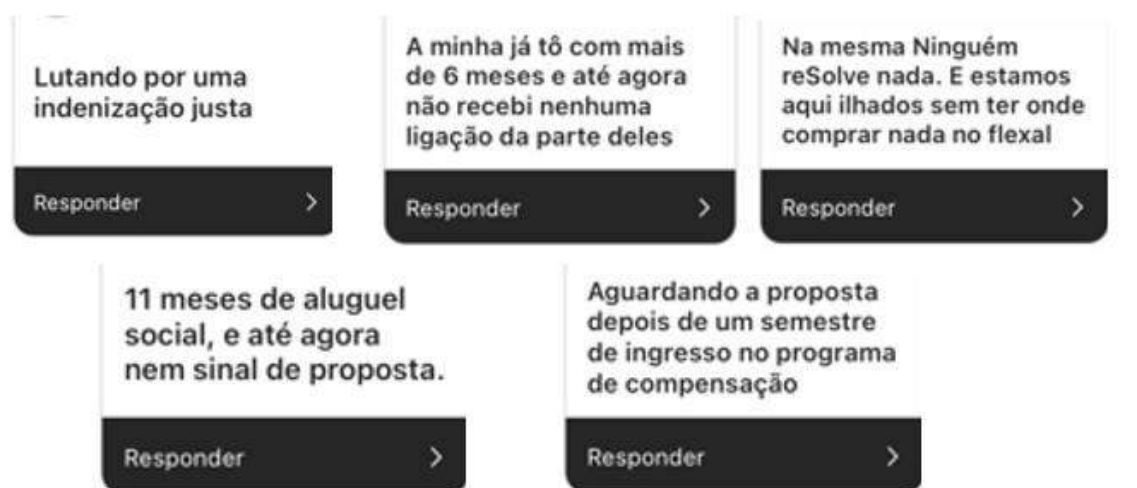 Lutando por uma
indenização justa
Responder
A minha já tô com mais
de 6 meses e até agora
não recebi nenhuma
ligação da parte deles
Responder
Na mesma Ninguém
reSolve nada. E estamos
aqui ilhados sem ter onde
comprar nada no flexal
Responder
11 meses de aluguel
social, e até agora
nem sinal de proposta.
Responder
Aguardando a proposta
depois de um semestre
de ingresso no programa
de compensação
Responder